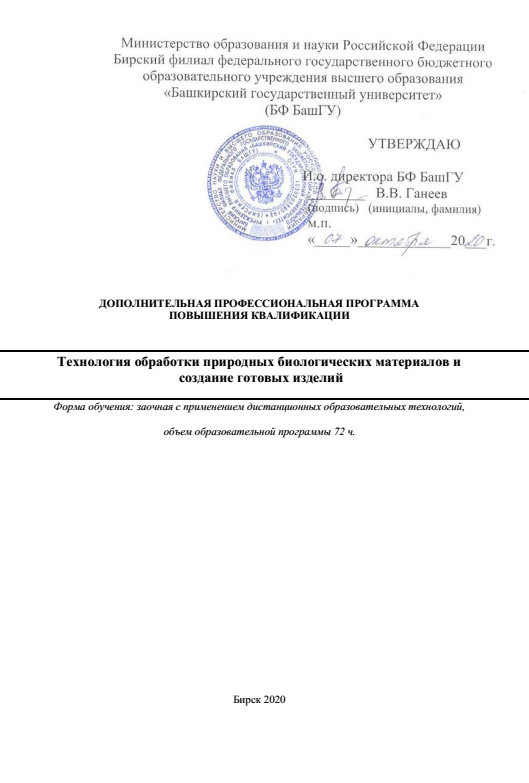 Министерство образования и науки Российской Федерации
Бирский филиал федерального государственного бюджетного
образовательного учреждения высшего образования
«Башкирский государственный университет»
(БФ БашГУ)
УТВЕРЖДАЮ
И.о. директора БФ БашГУ
В.В. Ганеев
(подпись) (инициалы, фамилия)
м.п.
«07» октября 2020 г.
ДОПОЛНИТЕЛЬНАЯ ПРОФЕССИОНАЛЬНАЯ ПРОГРАММА
ПОВЫШЕНИЯ КВАЛИФИКАЦИИ
Технология обработки природных биологических материалов и
создание готовых изделий
Форма обучения: заочная с применением дистанционных образовательных технологий,
объем образовательной программы 72 ч.
Бирск 2020